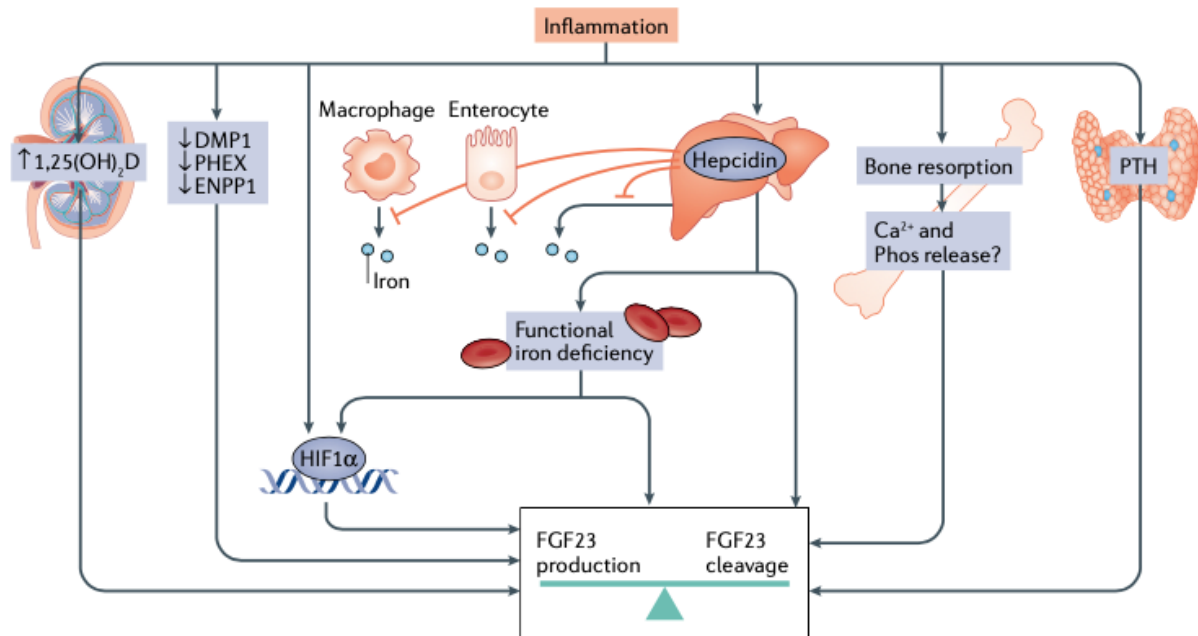 Inflammation
Macrophage
Enterocyte
↑1,25(OH)₂D
↓DMP1
↓PHEX
↓ENPP1
Hepcidin
Bone resorption
PTH
Ca²⁺ and
Phos release?
Iron
Functional
iron deficiency
HIF1α
FGF23
production
FGF23
cleavage